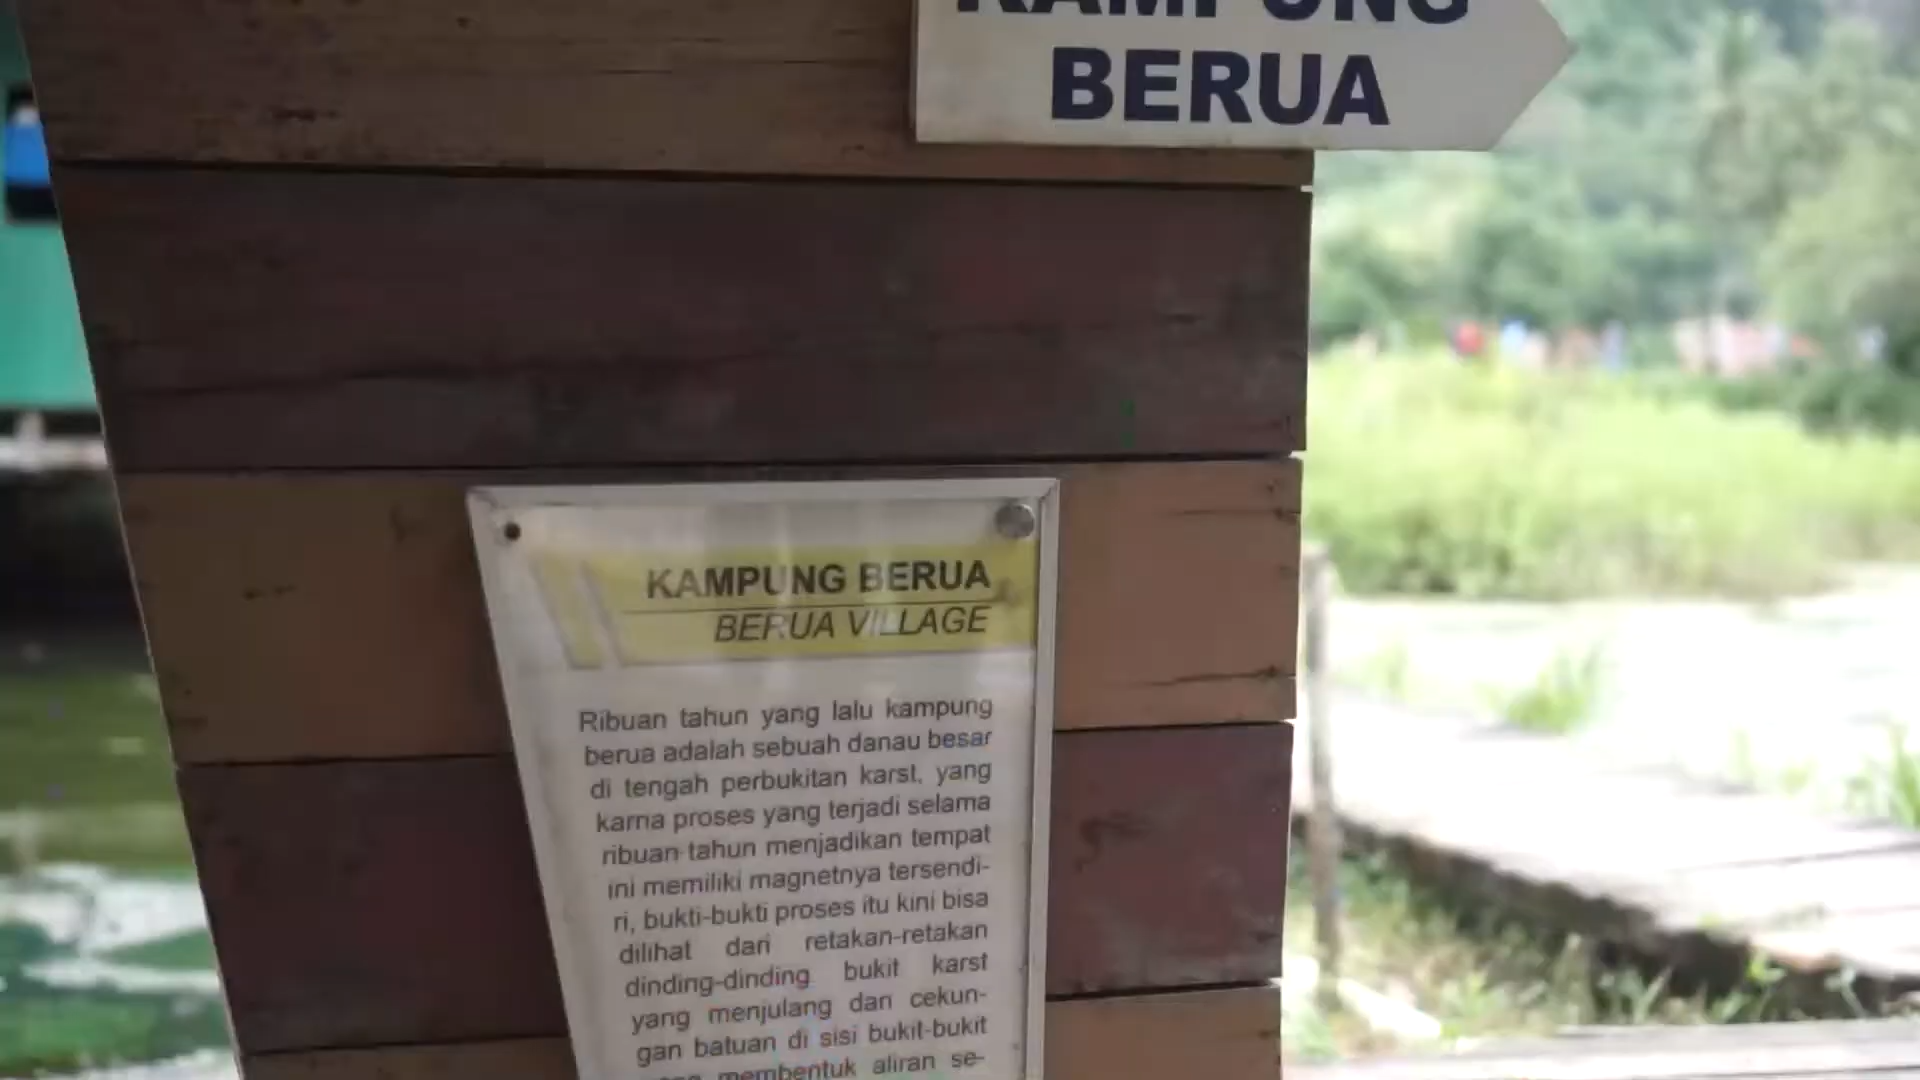 KAMPUNG
BERUA
KAMPUNG BERUA
BERUA VILLAGE
Ribuan tahun yang lalu kampung
berua adalah sebuah danau besar
di tengah perbukitan karst, yang
karna proses yang terjadi selama
ribuan tahun menjadikan tempat
ini memiliki magnetnya tersendi-
ri, bukti-bukti proses itu kini bisa
dilihat dari retakan-retakan
dinding-dinding bukit karst
yang menjulang dan cekun-
gan batuan di sisi bukit-bukit
membentuk aliran se-